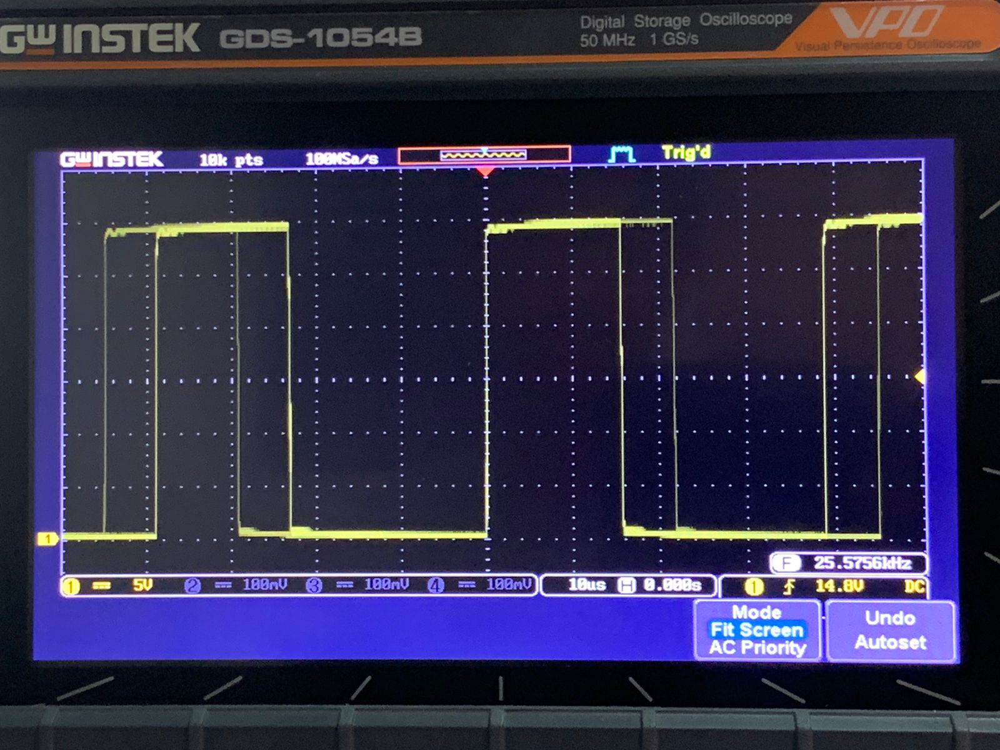 GW INSTEK GDS-1054B
Digital Storage Oscilloscope
50 MHz 1 GS/s
VPO
Visual Persistence Oscilloscope
GW INSTEK 10k pts 100MSa/s Trig'd
1
F 25.5756kHz
1 5V 2 100mV 3 100mV 4 100mV 10us H 0.000s 1 14.8V DC
Mode
Fit Screen
AC Priority
Undo
Autoset